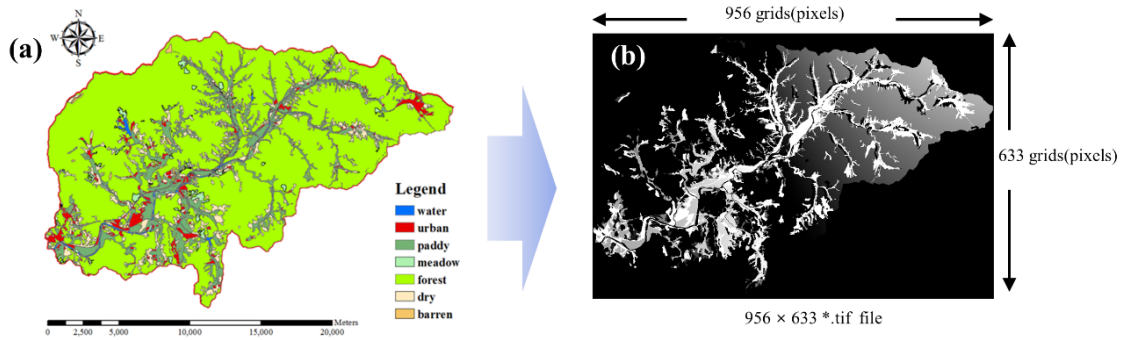 (a)
N
W E
S
Legend
water
urban
paddy
meadow
forest
dry
barren
Meters
0 2,500 5,000 10,000 15,000 20,000
956 grids(pixels)
(b)
633 grids(pixels)
956 × 633 *.tif file